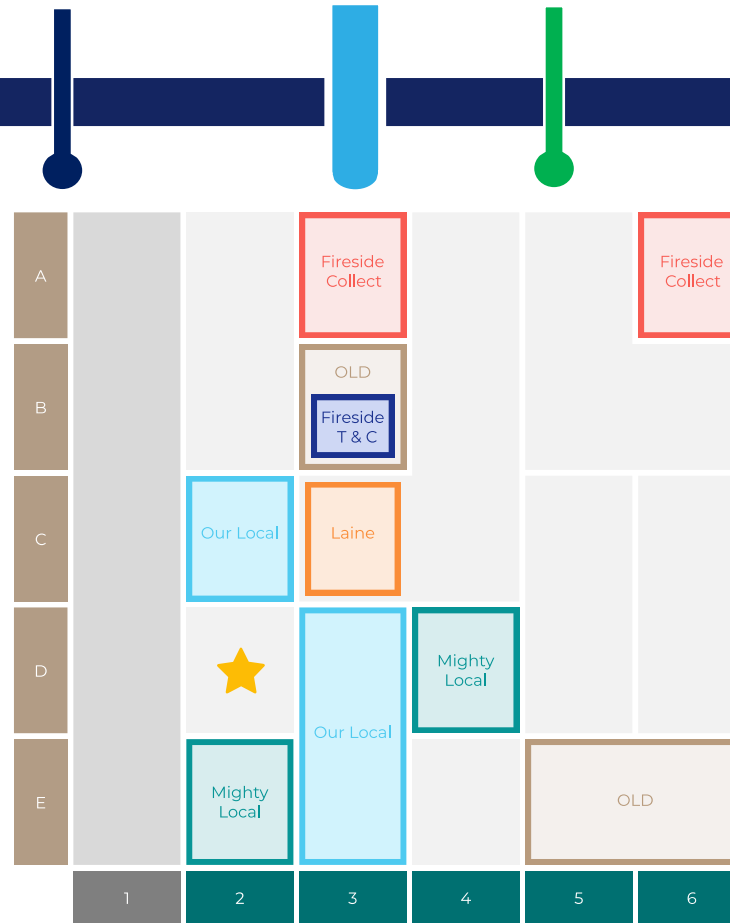 A
Fireside
Collect
Fireside
Collect
B
OLD
Fireside
T & C
C
Our Local
Laine
D
Mighty
Local
Our Local
E
Mighty
Local
OLD
1
2
3
4
5
6